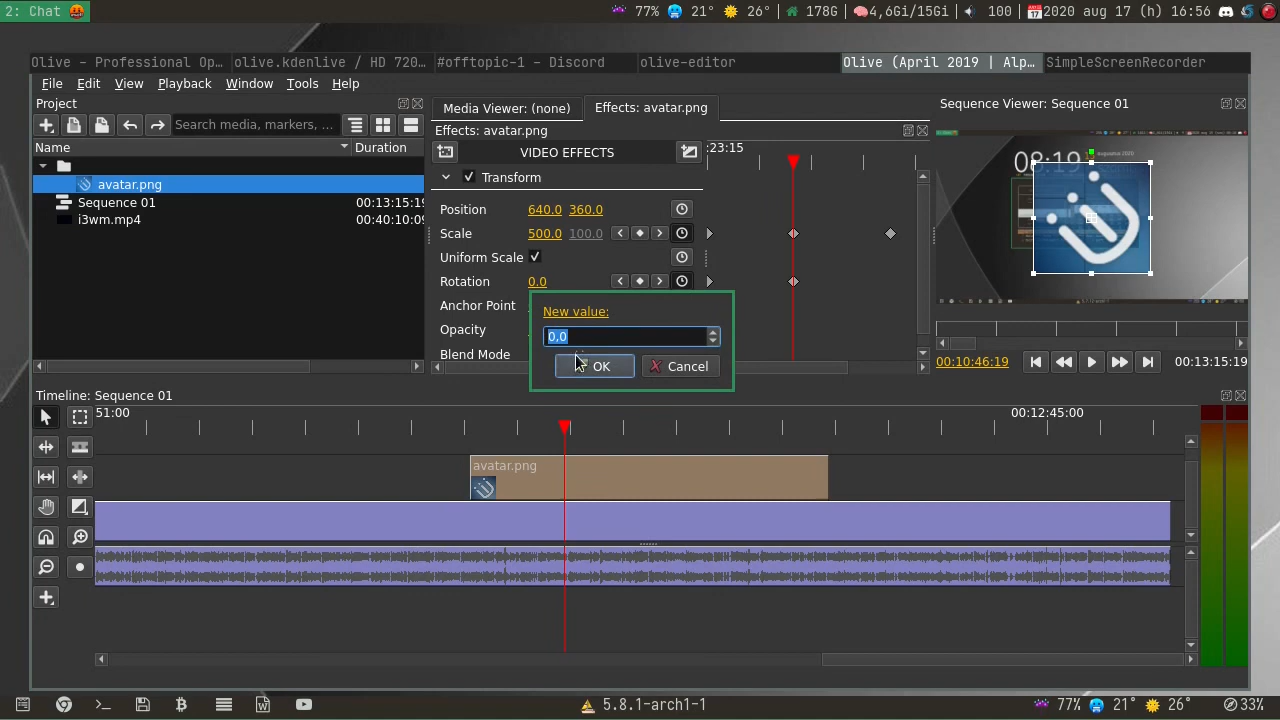 2: Chat 77% 21° 26° 178G 4,6Gi/15Gi 100 2020 aug 17 (h) 16:56
Olive - Professional Op… olive.kdenlive / HD 720… #offtopic-1 - Discord olive-editor Olive (April 2019 | Alp… SimpleScreenRecorder
File Edit View Playback Window Tools Help
Project
Search media, markers, ...
Name Duration
avatar.png
Sequence 01 00:13:15:19
i3wm.mp4 00:40:10:09
Media Viewer: (none) Effects: avatar.png
Effects: avatar.png
VIDEO EFFECTS :23:15
Transform
Position 640.0 360.0
Scale 500.0 100.0
Uniform Scale
Rotation 0.0
Anchor Point
Opacity
Blend Mode
New value:
0,0
OK Cancel
Sequence Viewer: Sequence 01
08:19
00:10:46:19 00:13:15:19
Timeline: Sequence 01
51:00 00:12:45:00
avatar.png
5.8.1-arch1-1 77% 21° 26° 33%